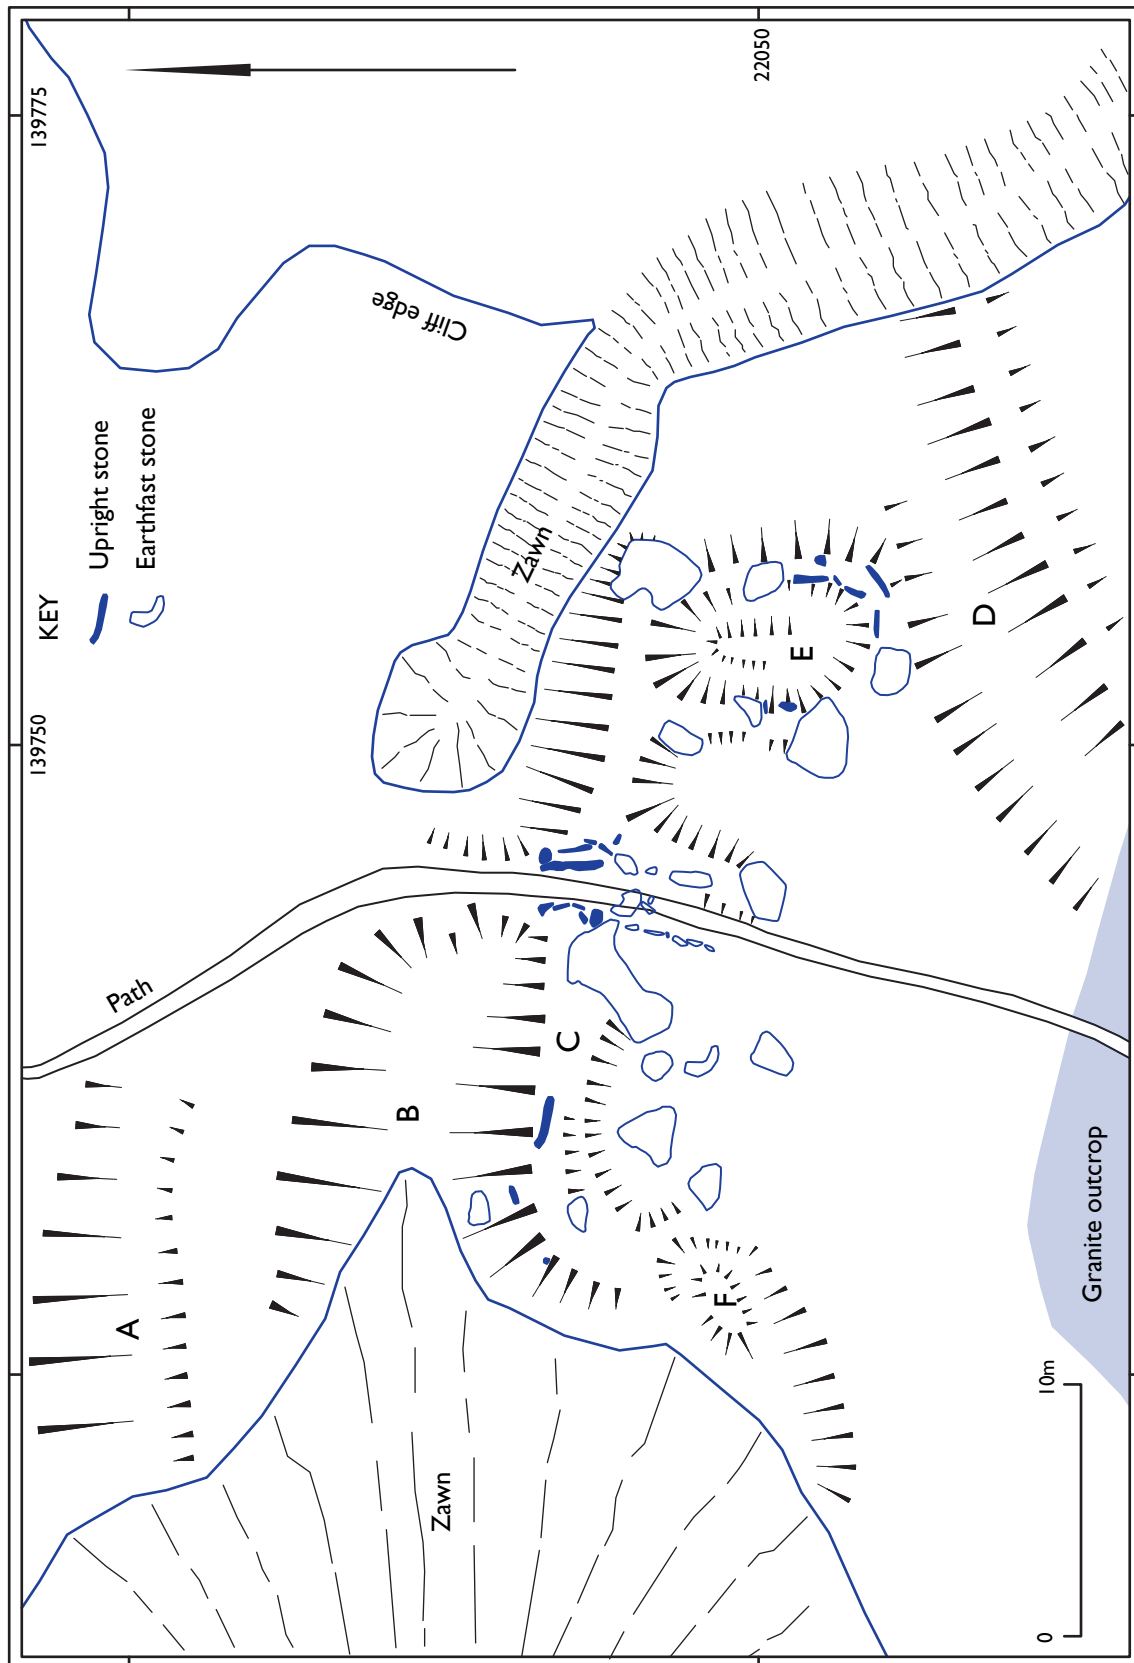 139750
139775
22050
KEY
Upright stone
Earthfast stone
Cliff edge
Zawn
Path
A
B
C
D
E
F
Zawn
Granite outcrop
0
10m